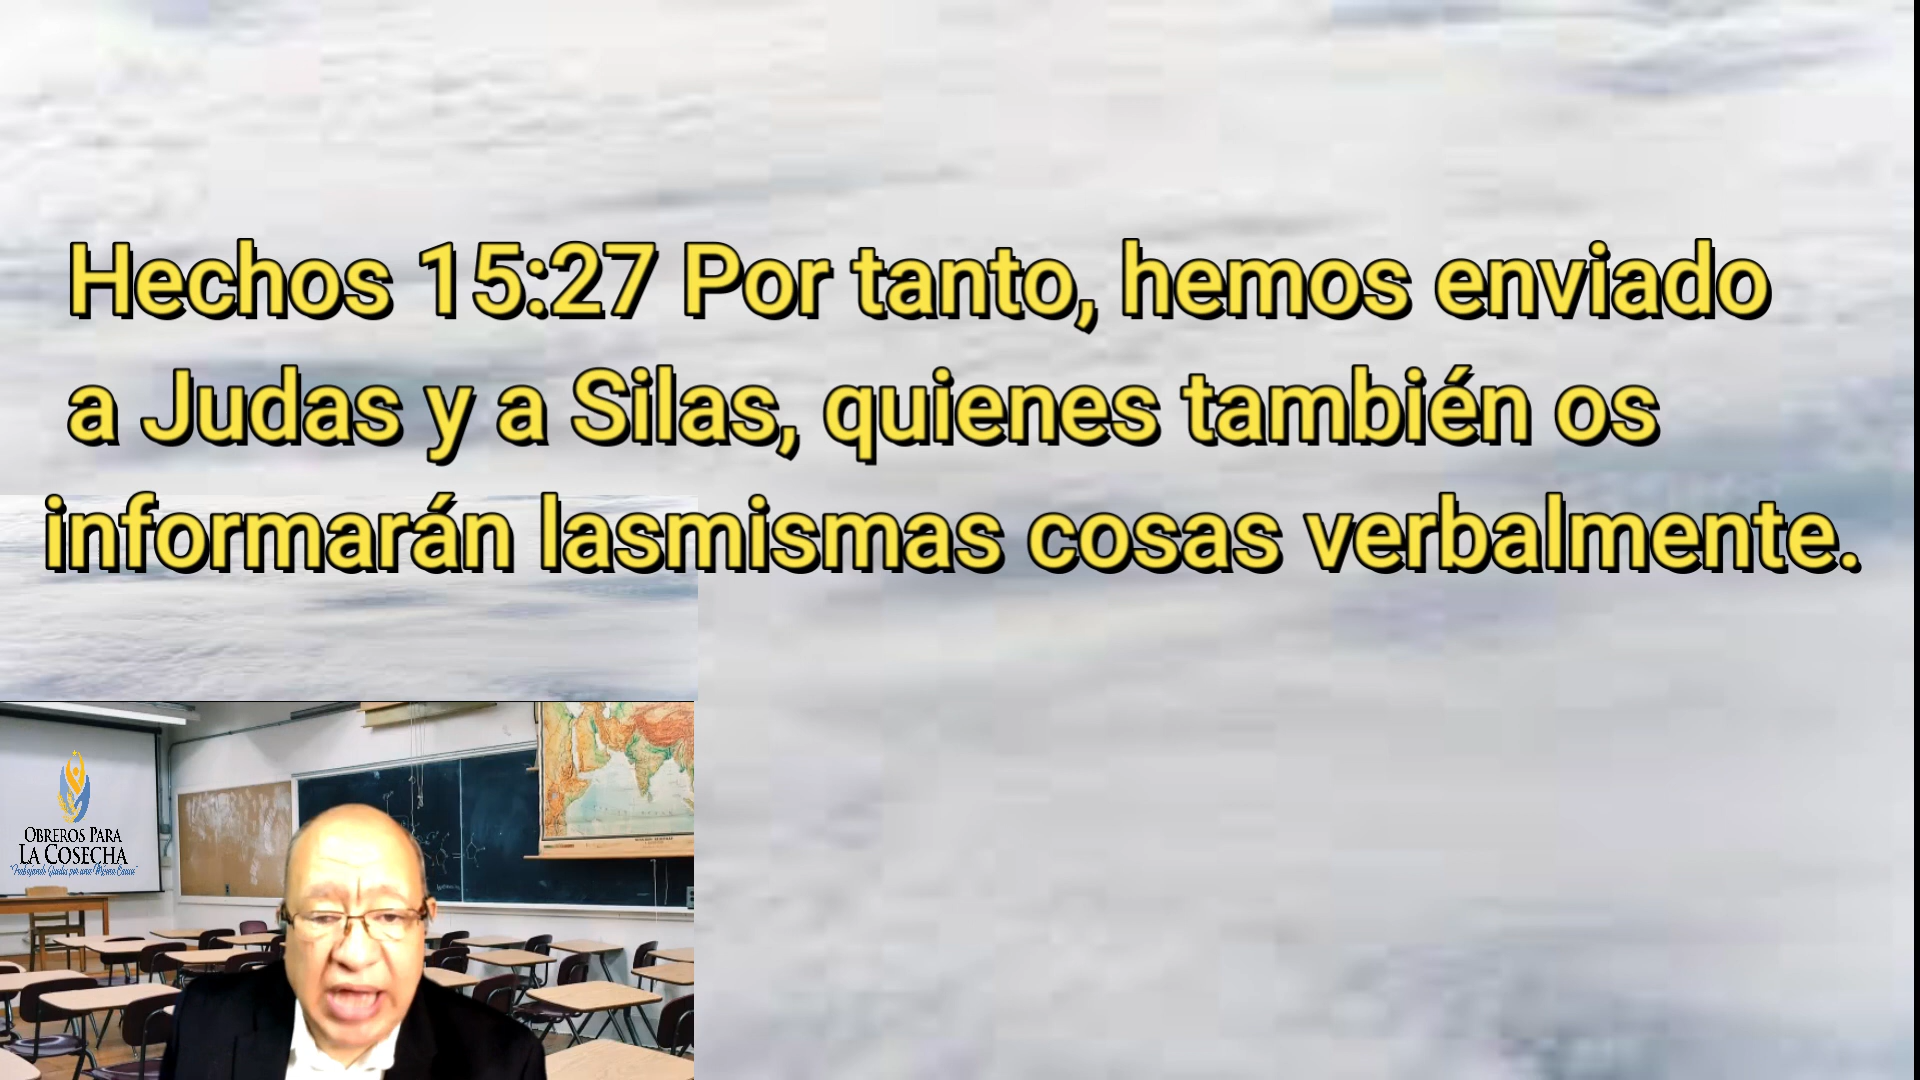 Hechos 15:27 Por tanto, hemos enviado
a Judas y a Silas, quienes también os
informarán lasmismas cosas verbalmente.
OBREROS PARA
LA COSECHA